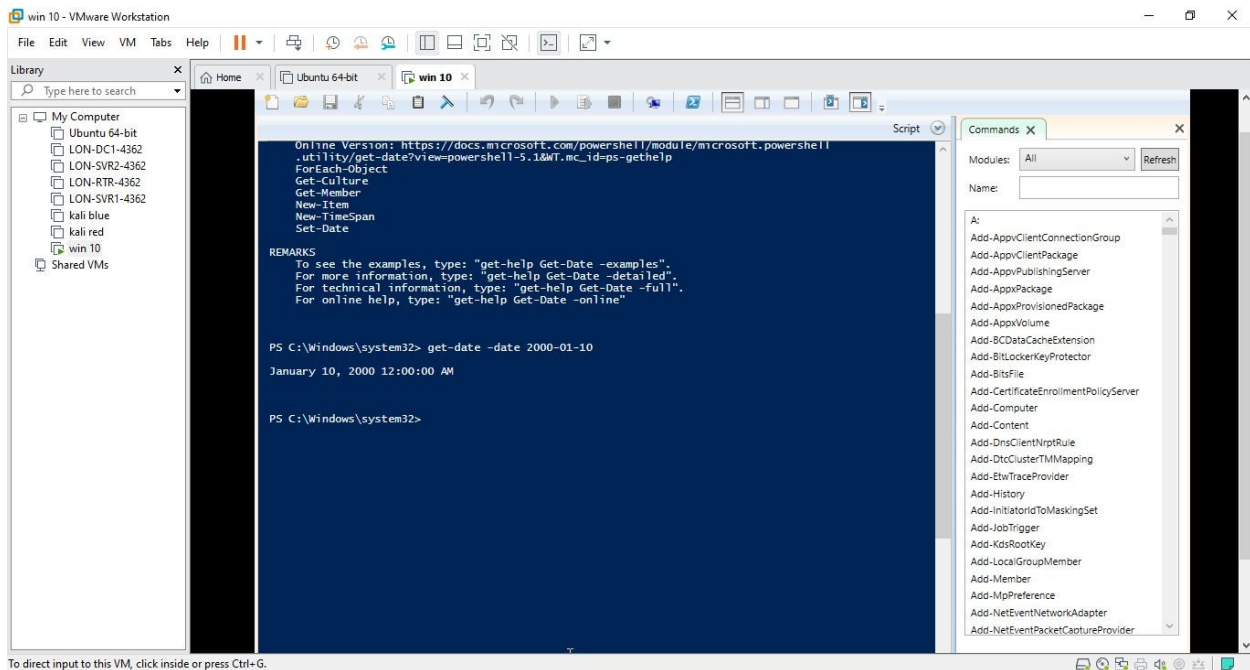 win 10 - VMware Workstation
File Edit View VM Tabs Help
Library
Type here to search
My Computer
Ubuntu 64-bit
LON-DC1-4362
LON-SVR2-4362
LON-RTR-4362
LON-SVR1-4362
kali blue
kali red
win 10
Shared VMs
Home
Ubuntu 64-bit
win 10
Script
Online Version: https://docs.microsoft.com/powershell/module/microsoft.powershell
.utility/get-date?view=powershell-5.1&WT.mc_id=ps-gethelp
ForEach-Object
Get-Culture
Get-Member
New-Item
New-TimeSpan
Set-Date
REMARKS
To see the examples, type: "get-help Get-Date -examples".
For more information, type: "get-help Get-Date -detailed".
For technical information, type: "get-help Get-Date -full".
For online help, type: "get-help Get-Date -online"
PS C:\Windows\system32> get-date -date 2000-01-10
January 10, 2000 12:00:00 AM
PS C:\Windows\system32>
Commands
Modules: All Refresh
Name:
A:
Add-AppvClientConnectionGroup
Add-AppvClientPackage
Add-AppvPublishingServer
Add-AppxPackage
Add-AppxProvisionedPackage
Add-AppxVolume
Add-BCDataCacheExtension
Add-BitLockerKeyProtector
Add-BitsFile
Add-CertificateEnrollmentPolicyServer
Add-Computer
Add-Content
Add-DnsClientNrptRule
Add-DtcClusterTMMapping
Add-EtwTraceProvider
Add-History
Add-InitiatorIdToMaskingSet
Add-JobTrigger
Add-KdsRootKey
Add-LocalGroupMember
Add-Member
Add-MpPreference
Add-NetEventNetworkAdapter
Add-NetEventPacketCaptureProvider
To direct input to this VM, click inside or press Ctrl+G.